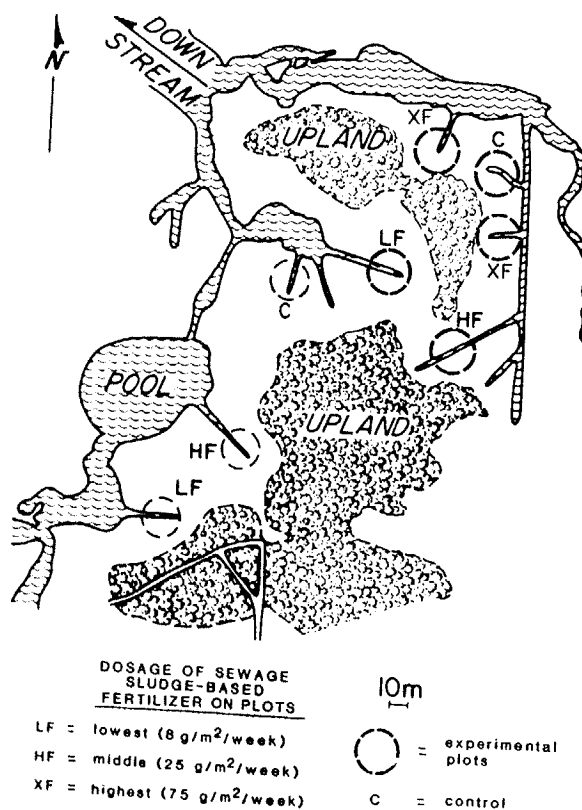 N
DOWN
STREAM
UPLAND
XF
C
LF
XF
C
HF
POOL
UPLAND
HF
LF
DOSAGE OF SEWAGE
SLUDGE-BASED
FERTILIZER ON PLOTS
LF = lowest (8 g/m²/week)
HF = middle (25 g/m²/week)
XF = highest (75 g/m²/week)
10m
= experimental
plots
C = control